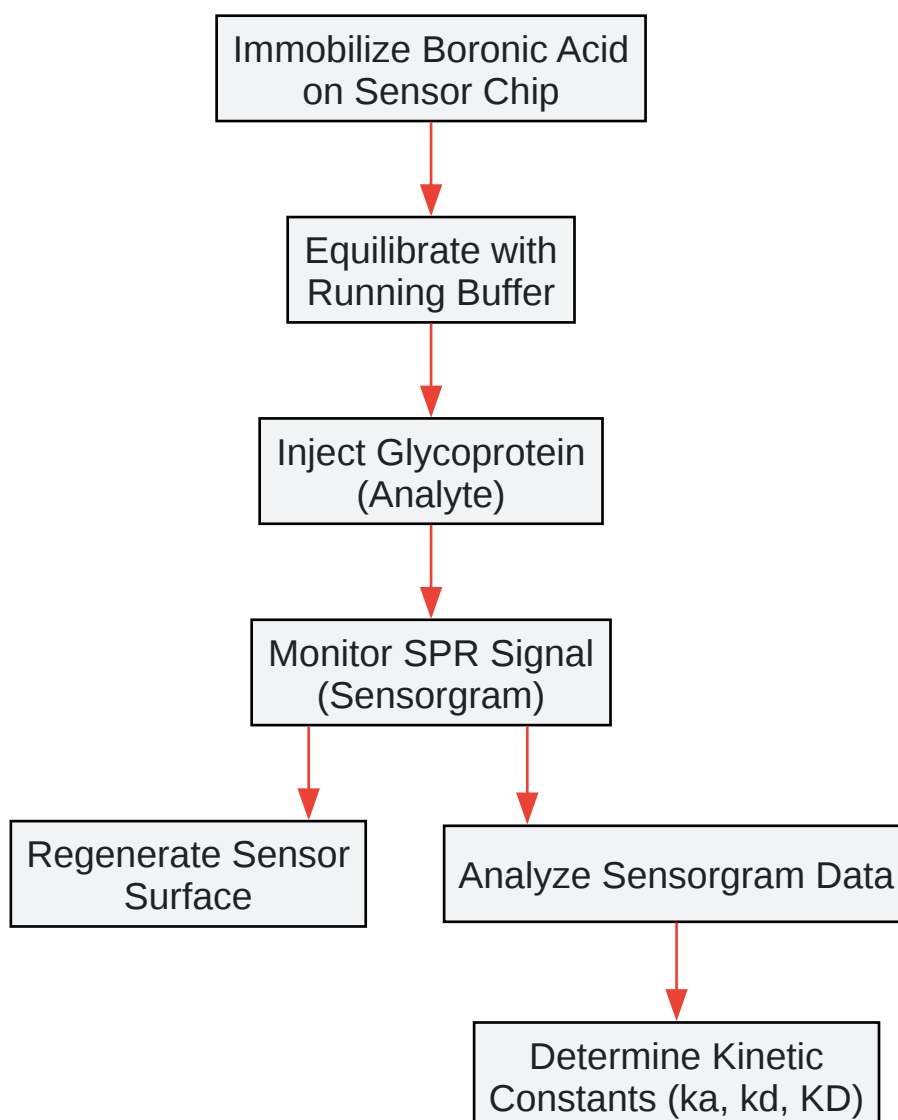 Immobilize Boronic Acid
on Sensor Chip
Equilibrate with
Running Buffer
Inject Glycoprotein
(Analyte)
Monitor SPR Signal
(Sensorgram)
Regenerate Sensor
Surface
Analyze Sensorgram Data
Determine Kinetic
Constants (ka, kd, KD)